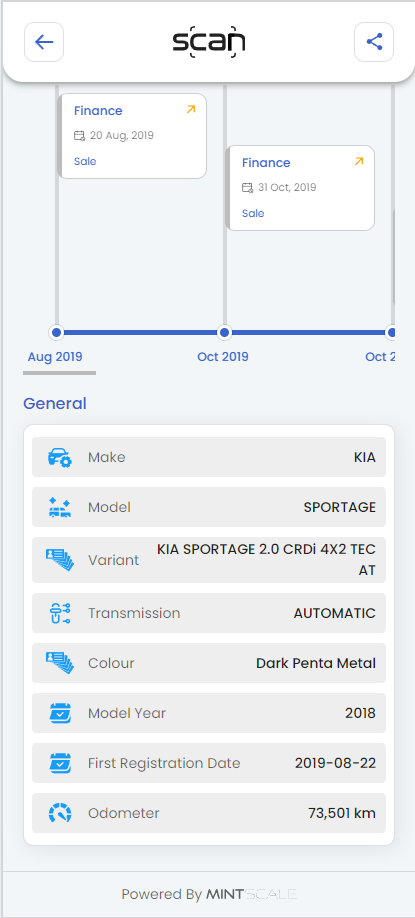 scan
Finance
20 Aug, 2019
Sale
Finance
31 Oct, 2019
Sale
Aug 2019
Oct 2019
Oct 2
General
Make KIA
Model SPORTAGE
Variant KIA SPORTAGE 2.0 CRDi 4X2 TEC
AT
Transmission AUTOMATIC
Colour Dark Penta Metal
Model Year 2018
First Registration Date 2019-08-22
Odometer 73,501 km
Powered By MINTSCALE